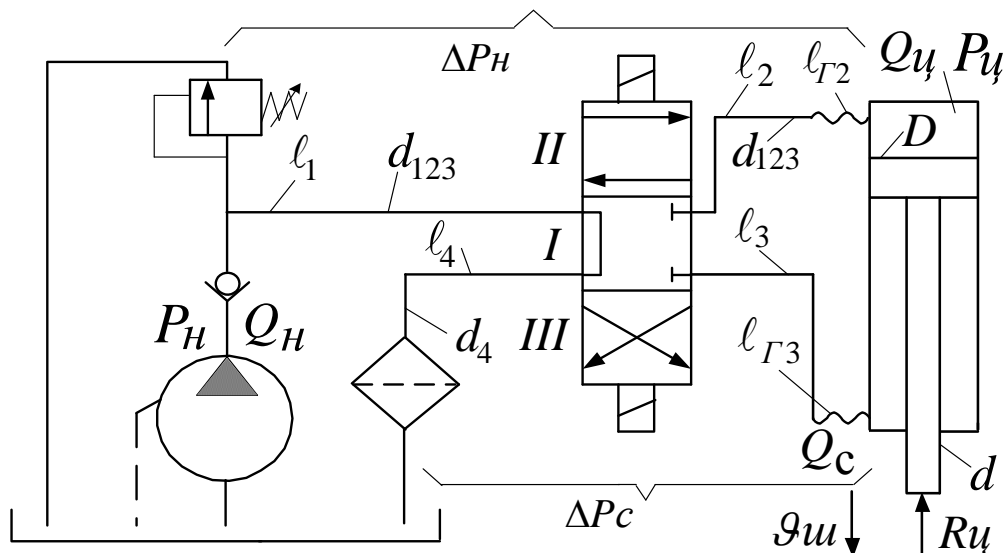 ΔPн
ℓ2
ℓГ2
Qц Pц
II
d123
D
ℓ1
d123
I
ℓ4
ℓ3
Pн Qн
d4
III
ℓГ3
Qc
d
ΔPc
ϑш
Rц